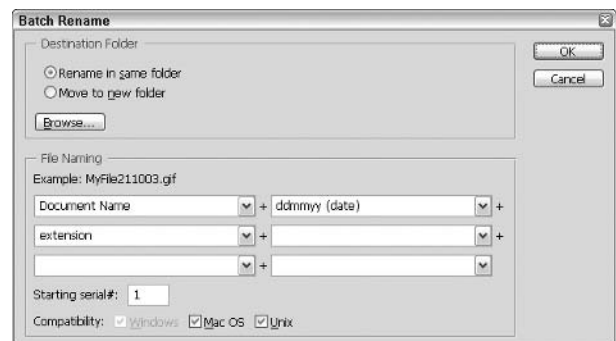 Batch Rename
Destination Folder
Rename in same folder
Move to new folder
Browse...
OK
Cancel
File Naming
Example: MyFile211003.gif
Document Name + ddmmyy (date) +
extension + +
+
Starting serial#: 1
Compatibility: Windows Mac OS Unix